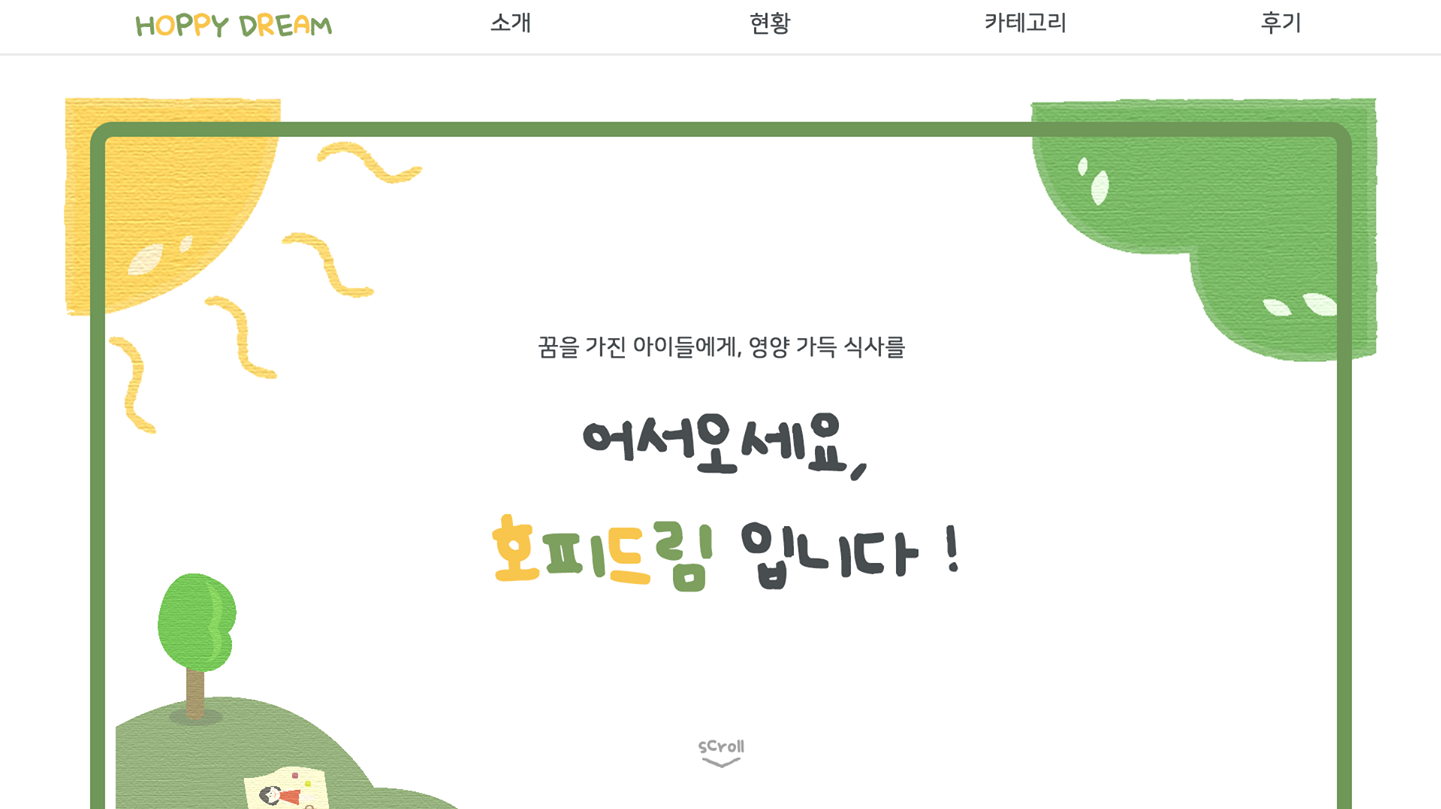 HOPPY DREAM
소개
현황
카테고리
후기
꿈을 가진 아이들에게, 영양 가득 식사를
어서오세요,
호피드림 입니다 !
scroll